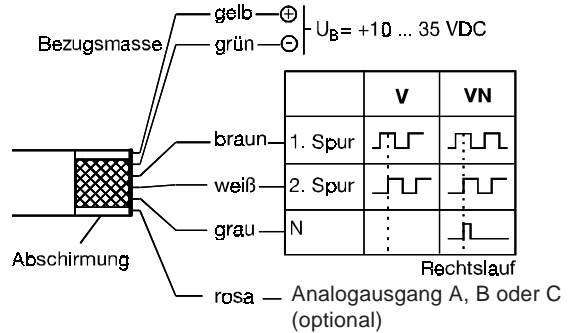 gelb + U_B= +10 ... 35 VDC
Bezugsmasse
grün −
V VN
braun 1. Spur
weiß 2. Spur
grau N
Abschirmung
Rechtslauf
rosa Analogausgang A, B oder C
(optional)